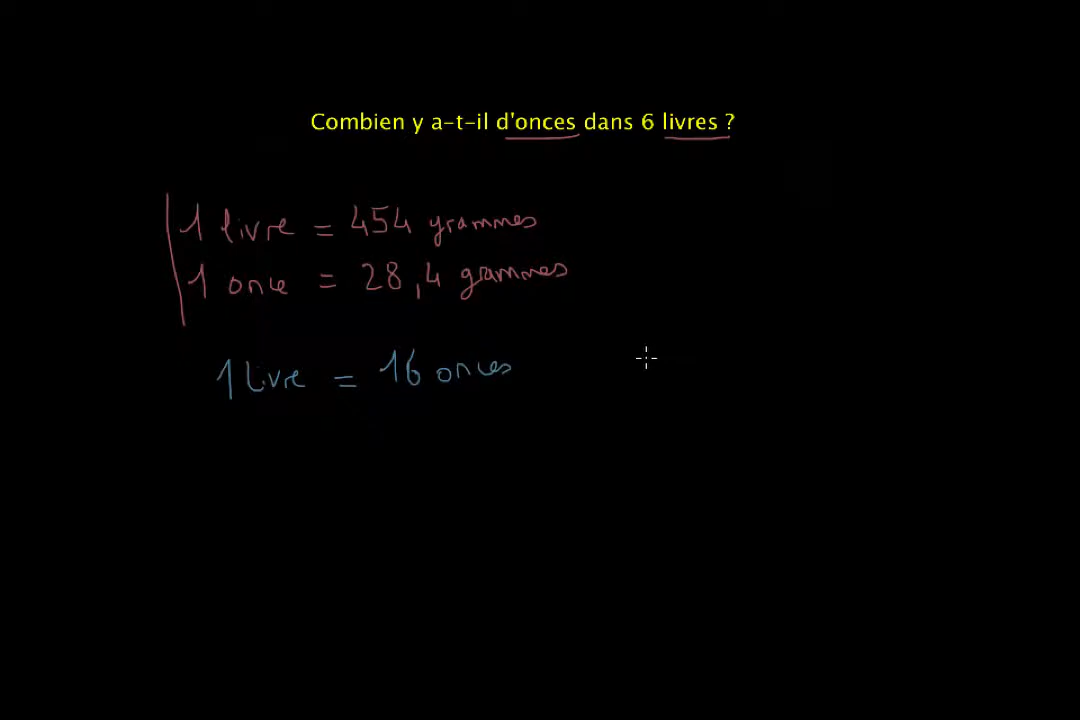 Combien y a-t-il d'onces dans 6 livres ?
1 livre = 454 grammes
1 once = 28,4 grammes
1 livre = 16 onces